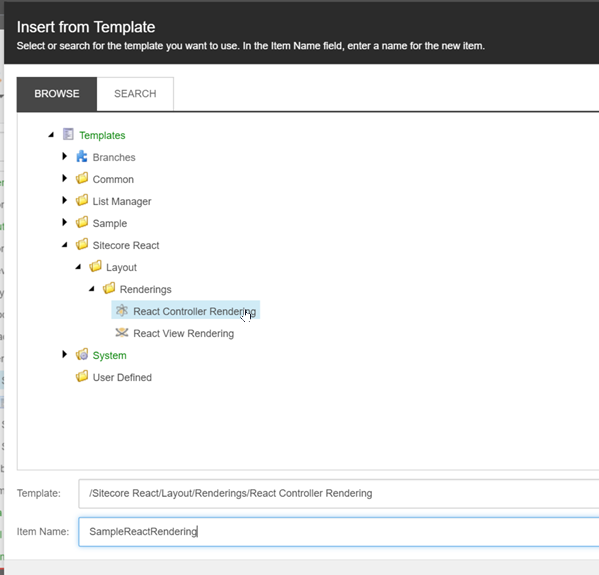 Insert from Template
Select or search for the template you want to use. In the Item Name field, enter a name for the new item.
BROWSE SEARCH
Templates
Branches
Common
List Manager
Sample
Sitecore React
Layout
Renderings
React Controller Rendering
React View Rendering
System
User Defined
Template: /Sitecore React/Layout/Renderings/React Controller Rendering
Item Name: SampleReactRendering